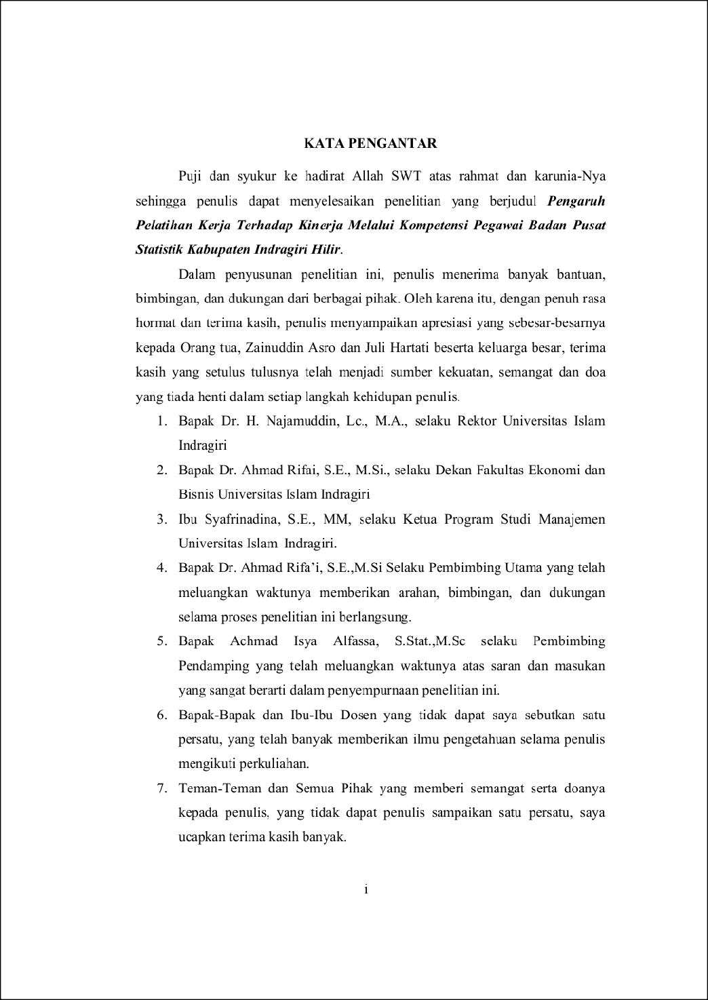 KATA PENGANTAR
Puji dan syukur ke hadirat Allah SWT atas rahmat dan karunia-Nya
sehingga penulis dapat menyelesaikan penelitian yang berjudul Pengaruh
Pelatihan Kerja Terhadap Kinerja Melalui Kompetensi Pegawai Badan Pusat
Statistik Kabupaten Indragiri Hilir.
Dalam penyusunan penelitian ini, penulis menerima banyak bantuan,
bimbingan, dan dukungan dari berbagai pihak. Oleh karena itu, dengan penuh rasa
hormat dan terima kasih, penulis menyampaikan apresiasi yang sebesar-besarnya
kepada Orang tua, Zainuddin Asro dan Juli Hartati beserta keluarga besar, terima
kasih yang setulus tulusnya telah menjadi sumber kekuatan, semangat dan doa
yang tiada henti dalam setiap langkah kehidupan penulis.
1. Bapak Dr. H. Najamuddin, Lc., M.A., selaku Rektor Universitas Islam
Indragiri
2. Bapak Dr. Ahmad Rifai, S.E., M.Si., selaku Dekan Fakultas Ekonomi dan
Bisnis Universitas Islam Indragiri
3. Ibu Syafrinadina, S.E., MM, selaku Ketua Program Studi Manajemen
Universitas Islam Indragiri.
4. Bapak Dr. Ahmad Rifa’i, S.E.,M.Si Selaku Pembimbing Utama yang telah
meluangkan waktunya memberikan arahan, bimbingan, dan dukungan
selama proses penelitian ini berlangsung.
5. Bapak Achmad Isya Alfassa, S.Stat.,M.Sc selaku Pembimbing
Pendamping yang telah meluangkan waktunya atas saran dan masukan
yang sangat berarti dalam penyempurnaan penelitian ini.
6. Bapak-Bapak dan Ibu-Ibu Dosen yang tidak dapat saya sebutkan satu
persatu, yang telah banyak memberikan ilmu pengetahuan selama penulis
mengikuti perkuliahan.
7. Teman-Teman dan Semua Pihak yang memberi semangat serta doanya
kepada penulis, yang tidak dapat penulis sampaikan satu persatu, saya
ucapkan terima kasih banyak.
i